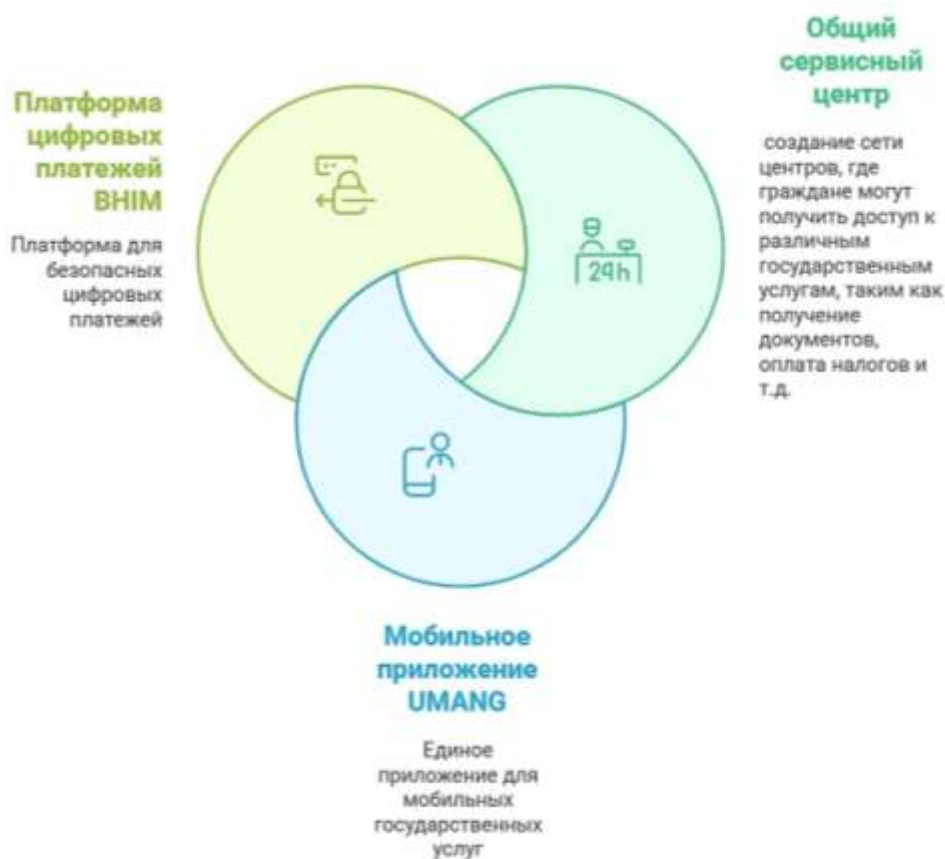 Платформа
цифровых
платежей
BHIM
Платформа для
безопасных
цифровых
платежей
Общий
сервисный
центр
создание сети
центров, где
граждане могут
получить доступ к
различным
государственным
услугам, таким как
получение
документов,
оплата налогов и
т.д.
24h
Мобильное
приложение
UMANG
Единое
приложение для
мобильных
государственных
услуг